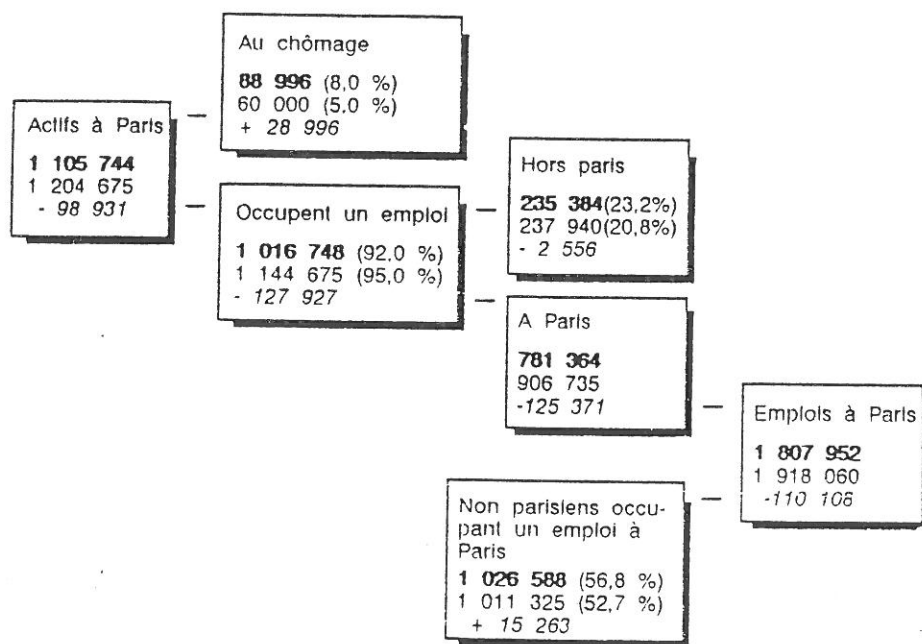 Au chômage
88 996 (8,0 %)
60 000 (5.0 %)
+ 28 996
Actifs à Paris
1 105 744
1 204 675
- 98 931
Occupent un emploi
1 016 748 (92,0 %)
1 144 675 (95,0 %)
- 127 927
Hors paris
235 384(23,2%)
237 940(20,8%)
- 2 556
A Paris
781 364
906 735
-125 371
Emplois à Paris
1 807 952
1 918 060
-110 108
Non parisiens occu-
pant un emploi à
Paris
1 026 588 (56,8 %)
1 011 325 (52,7 %)
+ 15 263